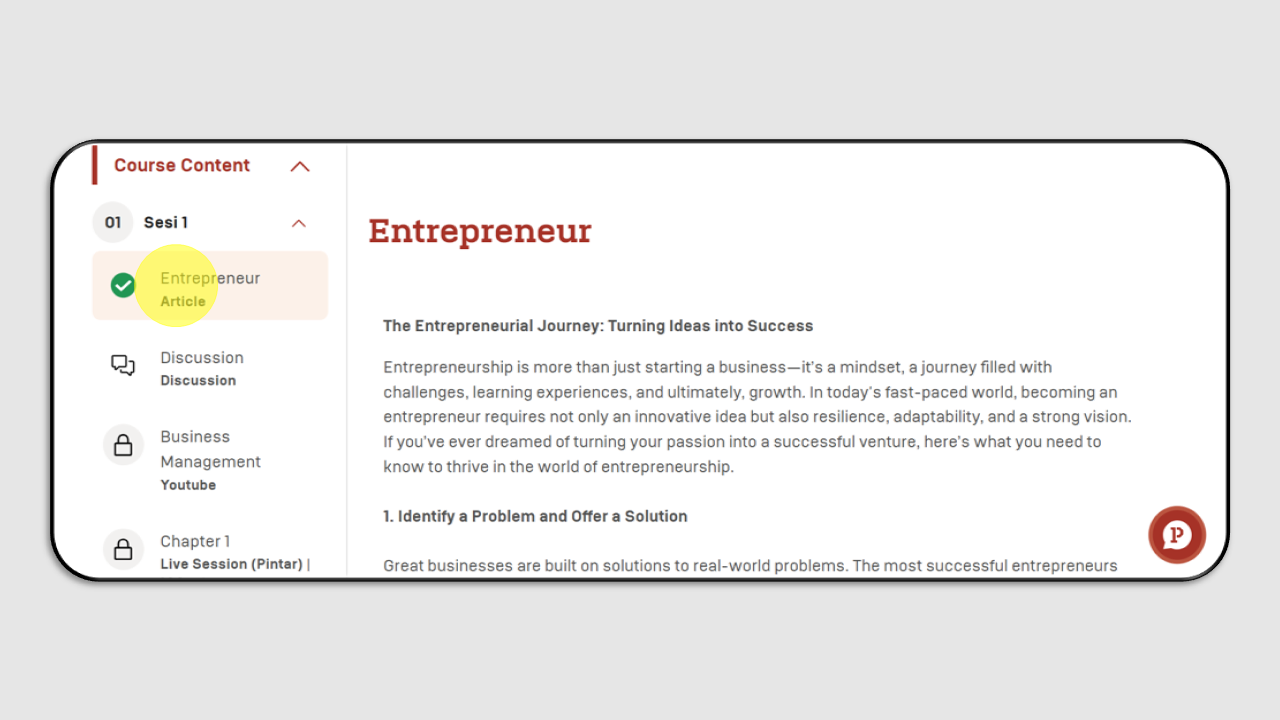 Course Content
01 Sesi 1
Entrepreneur
Article
Discussion
Discussion
Business
Management
Youtube
Chapter 1
Live Session (Pintar) |
Entrepreneur
The Entrepreneurial Journey: Turning Ideas into Success
Entrepreneurship is more than just starting a business—it's a mindset, a journey filled with
challenges, learning experiences, and ultimately, growth. In today's fast-paced world, becoming an
entrepreneur requires not only an innovative idea but also resilience, adaptability, and a strong vision.
If you've ever dreamed of turning your passion into a successful venture, here's what you need to
know to thrive in the world of entrepreneurship.
1. Identify a Problem and Offer a Solution
Great businesses are built on solutions to real-world problems. The most successful entrepreneurs
P